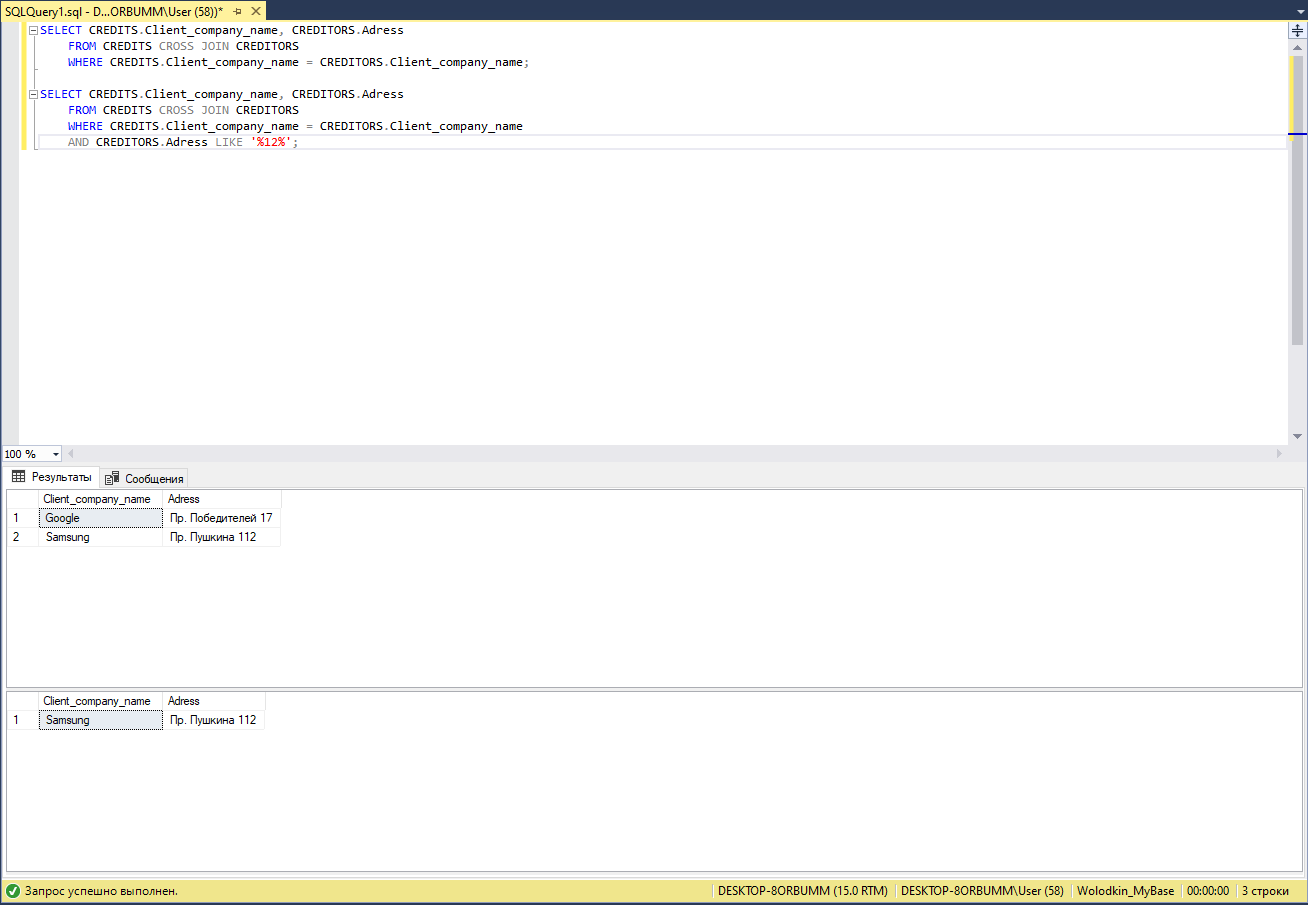 SQLQuery1.sql - D...ORBUMM\User (58))*
SELECT CREDITS.Client_company_name, CREDITORS.Adress
FROM CREDITS CROSS JOIN CREDITORS
WHERE CREDITS.Client_company_name = CREDITORS.Client_company_name;
SELECT CREDITS.Client_company_name, CREDITORS.Adress
FROM CREDITS CROSS JOIN CREDITORS
WHERE CREDITS.Client_company_name = CREDITORS.Client_company_name
AND CREDITORS.Adress LIKE '%12%';
100 %
Результаты Сообщения
Client_company_name Adress
1 Google Пр. Победителей 17
2 Samsung Пр. Пушкина 112
Client_company_name Adress
1 Samsung Пр. Пушкина 112
Запрос успешно выполнен. DESKTOP-8ORBUMM (15.0 RTM) DESKTOP-8ORBUMM\User (58) Wolodkin_MyBase 00:00:00 3 строки